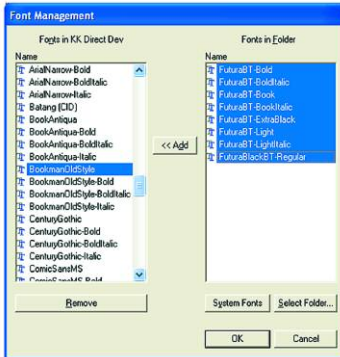 Font Management
Fonts in KK Direct Dev
Name
ArialNarrow-Bold
ArialNarrow-BoldItalic
ArialNarrow-Italic
Batang (CID)
BookAntiqua
BookAntiqua-Bold
BookAntiqua-BoldItalic
BookAntiqua-Italic
BookmanOldStyle
BookmanOldStyle-Bold
BookmanOldStyle-BoldItalic
BookmanOldStyle-Italic
CenturyGothic
CenturyGothic-Bold
CenturyGothic-BoldItalic
CenturyGothic-Italic
ComicSansMS
ComicSansMS-Bold
Remove
<< Add
Fonts in Folder
Name
FuturaBT-Bold
FuturaBT-BoldItalic
FuturaBT-Book
FuturaBT-BookItalic
FuturaBT-ExtraBlack
FuturaBT-Light
FuturaBT-LightItalic
FuturaBlackBT-Regular
System Fonts
Select Folder...
OK
Cancel